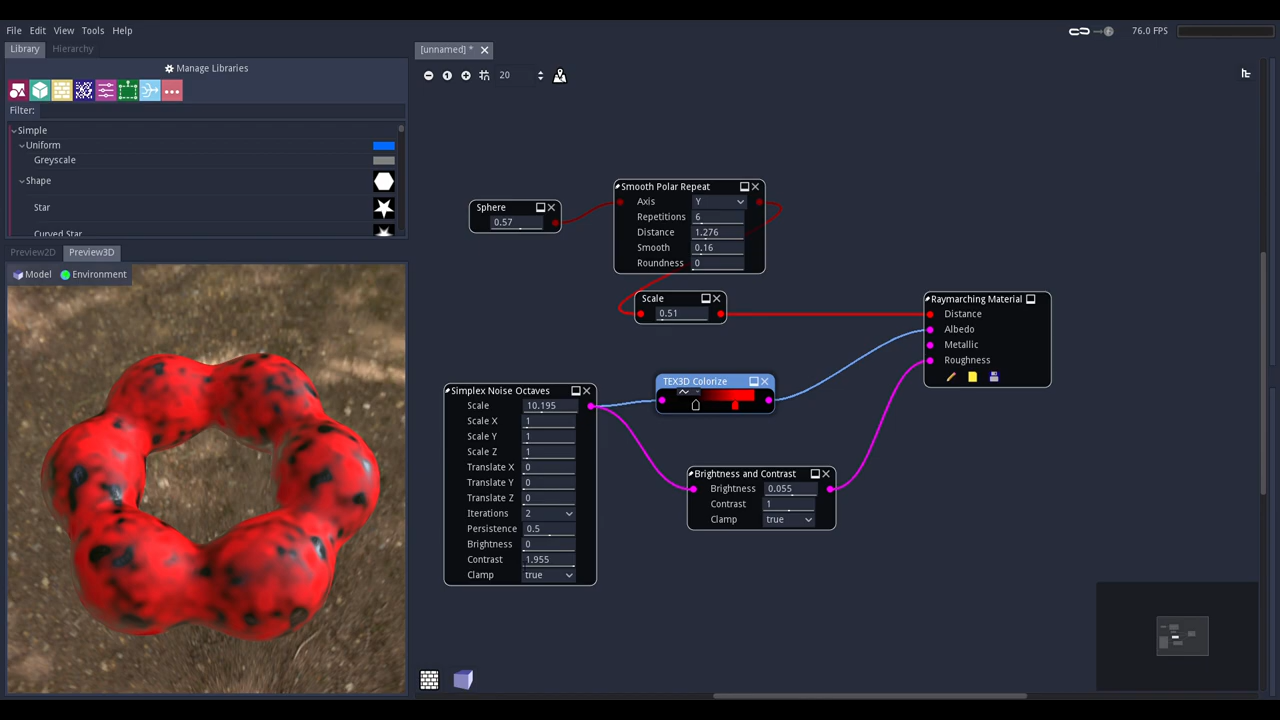 File Edit View Tools Help
76.0 FPS
Library Hierarchy
[unnamed] *
Manage Libraries
20
Filter:
Simple
Uniform
Greyscale
Shape
Star
Curved Star
Preview2D Preview3D
Model Environment
Sphere
0.57
Smooth Polar Repeat
Axis Y
Repetitions 6
Distance 1.276
Smooth 0.16
Roundness 0
Scale
0.51
Raymarching Material
Distance
Albedo
Metallic
Roughness
TEX3D Colorize
Simplex Noise Octaves
Scale 10.195
Scale X 1
Scale Y 1
Scale Z 1
Translate X 0
Translate Y 0
Translate Z 0
Iterations 2
Persistence 0.5
Brightness 0
Contrast 1.955
Clamp true
Brightness and Contrast
Brightness 0.055
Contrast 1
Clamp true